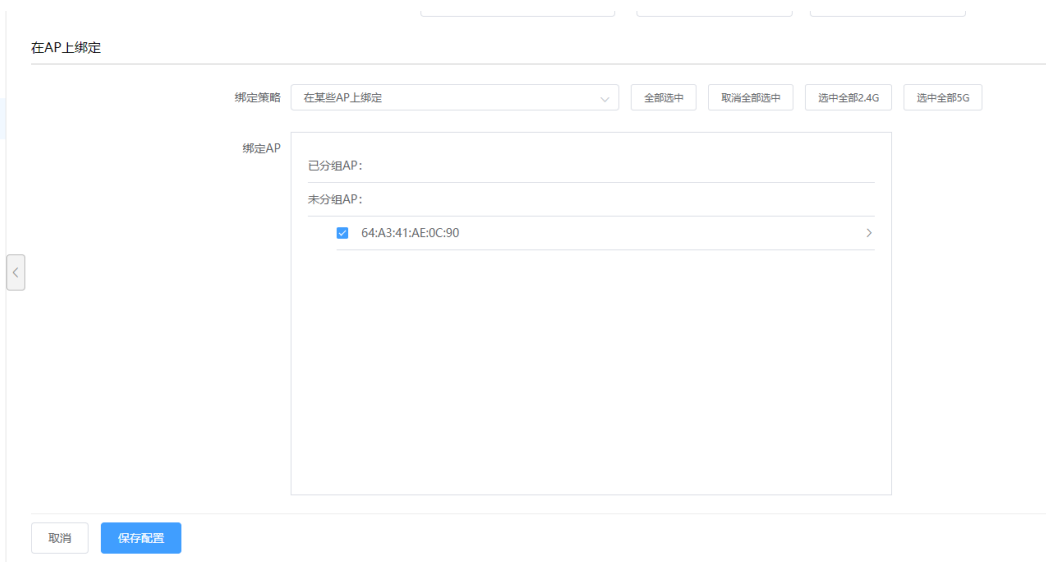 在AP上绑定
绑定策略 在某些AP上绑定 全部选中 取消全部选中 选中全部2.4G 选中全部5G
绑定AP
已分组AP:
未分组AP:
64:A3:41:AE:0C:90
取消 保存配置